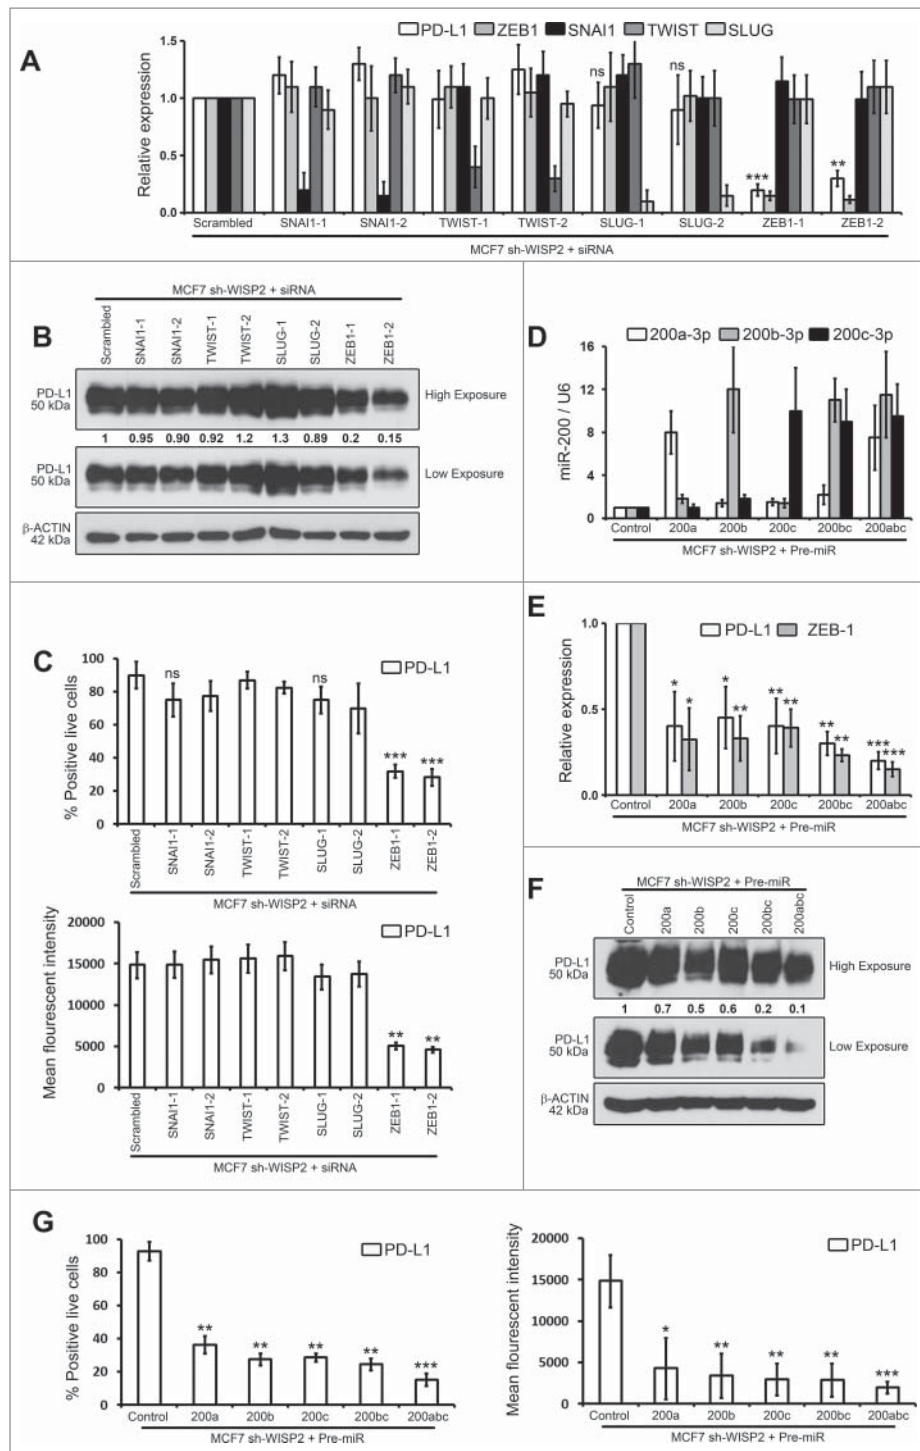 A
PD-L1 ZEB1 SNAI1 TWIST SLUG
Relative expression
1.5
1.0
0.5
0.0
ns ns *** **
Scrambled SNAI1-1 SNAI1-2 TWIST-1 TWIST-2 SLUG-1 SLUG-2 ZEB1-1 ZEB1-2
MCF7 sh-WISP2 + siRNA
B
MCF7 sh-WISP2 + siRNA
Scrambled SNAI1-1 SNAI1-2 TWIST-1 TWIST-2 SLUG-1 SLUG-2 ZEB1-1 ZEB1-2
PD-L1
50 kDa
High Exposure
1 0.95 0.90 0.92 1.2 1.3 0.89 0.2 0.15
PD-L1
50 kDa
Low Exposure
β-ACTIN
42 kDa
D
200a-3p 200b-3p 200c-3p
miR-200 / U6
16
12
8
4
0
Control 200a 200b 200c 200bc 200abc
MCF7 sh-WISP2 + Pre-miR
C
PD-L1
% Positive live cells
100
80
60
40
20
0
ns ns *** ***
Scrambled SNAI1-1 SNAI1-2 TWIST-1 TWIST-2 SLUG-1 SLUG-2 ZEB1-1 ZEB1-2
MCF7 sh-WISP2 + siRNA
PD-L1
Mean flourescent intensity
20000
15000
10000
5000
0
** **
Scrambled SNAI1-1 SNAI1-2 TWIST-1 TWIST-2 SLUG-1 SLUG-2 ZEB1-1 ZEB1-2
MCF7 sh-WISP2 + siRNA
E
PD-L1 ZEB-1
Relative expression
1.0
0.5
0.0
* * * ** ** ** ** ** *** ***
Control 200a 200b 200c 200bc 200abc
MCF7 sh-WISP2 + Pre-miR
F
MCF7 sh-WISP2 + Pre-miR
Control 200a 200b 200c 200bc 200abc
PD-L1
50 kDa
High Exposure
1 0.7 0.5 0.6 0.2 0.1
PD-L1
50 kDa
Low Exposure
β-ACTIN
42 kDa
G
PD-L1
% Positive live cells
100
80
60
40
20
0
** ** ** ** ***
Control 200a 200b 200c 200bc 200abc
MCF7 sh-WISP2 + Pre-miR
PD-L1
Mean flourescent intensity
20000
15000
10000
5000
0
* ** ** ** ***
Control 200a 200b 200c 200bc 200abc
MCF7 sh-WISP2 + Pre-miR